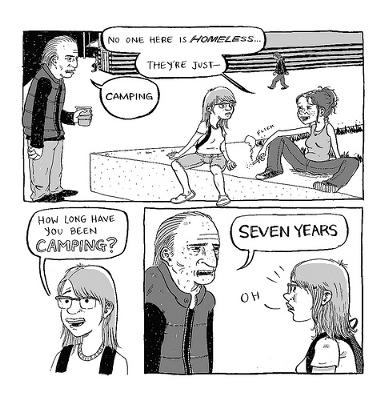 NO ONE HERE IS HOMELESS...
THEY'RE JUST—
CAMPING
FLICK
HOW LONG HAVE
YOU BEEN
CAMPING?
SEVEN YEARS
OH